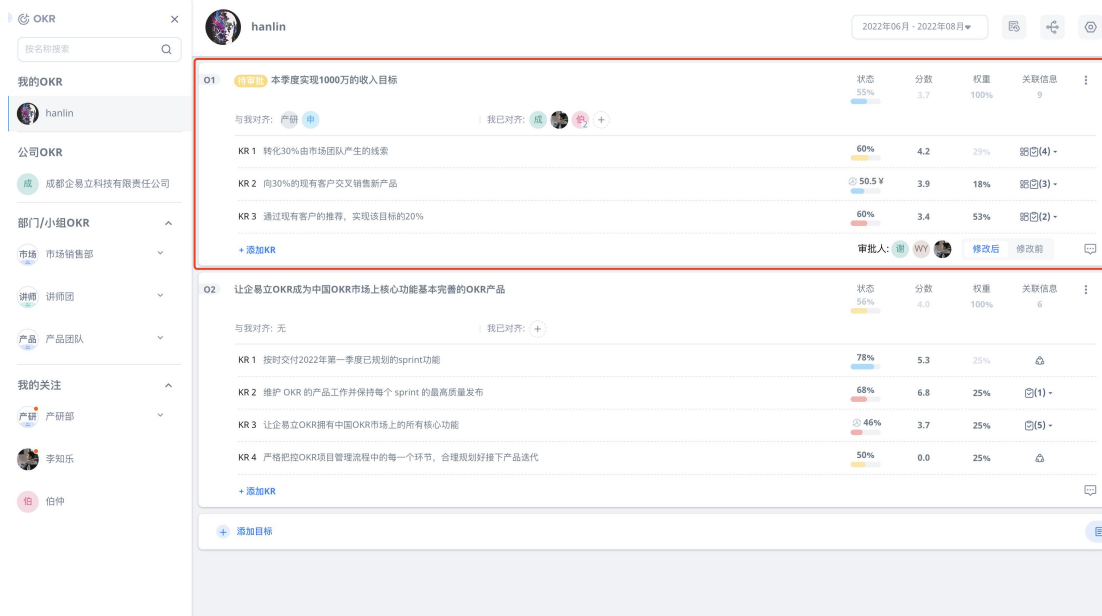 OKR
按名称搜索
我的OKR
hanlin
公司OKR
成 成都企易立科技有限责任公司
部门/小组OKR
市场 市场销售部
讲师 讲师团
产品 产品团队
我的关注
产研 产研部
李知乐
伯 伯仲
hanlin
2022年06月 - 2022年08月
O1 待审批 本季度实现1000万的收入目标 状态 分数 权重 关联信息
55% 3.7 100% 9
与我对齐: 产研 申 我已对齐: 成 伯 2 +
KR 1 转化30%由市场团队产生的线索 60% 4.2 29% (4)
KR 2 向30%的现有客户交叉销售新产品 50.5 ¥ 3.9 18% (3)
KR 3 通过现有客户的推荐，实现该目标的20% 60% 3.4 53% (2)
+ 添加KR 审批人: 谢 WY 修改后 修改前
O2 让企易立OKR成为中国OKR市场上核心功能基本完善的OKR产品 状态 分数 权重 关联信息
56% 4.0 100% 6
与我对齐: 无 我已对齐: +
KR 1 按时交付2022年第一季度已规划的sprint功能 78% 5.3 25%
KR 2 维护 OKR 的产品工作并保持每个 sprint 的最高质量发布 68% 6.8 25% (1)
KR 3 让企易立OKR拥有中国OKR市场上的所有核心功能 46% 3.7 25% (5)
KR 4 严格把控OKR项目管理流程中的每一个环节，合理规划好接下产品迭代 50% 0.0 25%
+ 添加KR
+ 添加目标